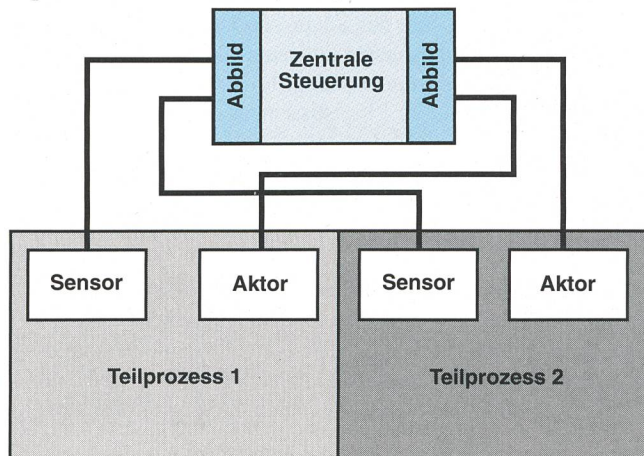 Abbild
Zentrale
Steuerung
Abbild
Sensor
Aktor
Sensor
Aktor
Teilprozess 1
Teilprozess 2